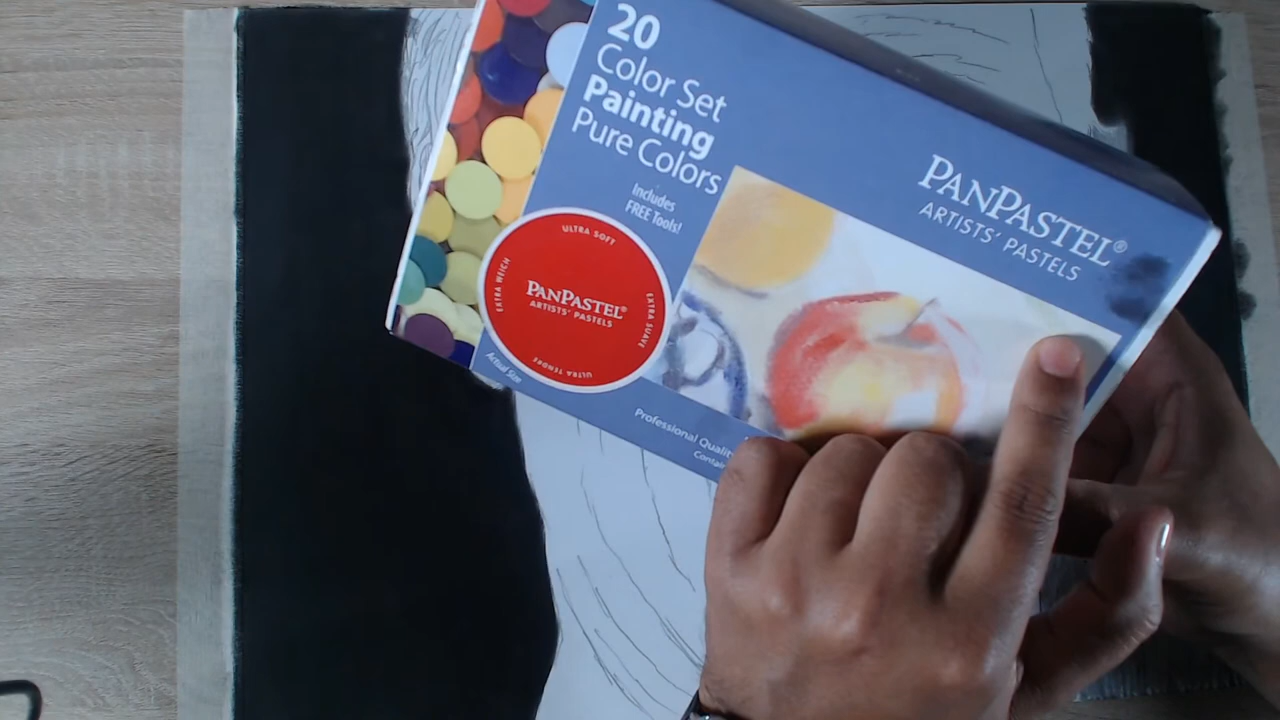 20
Color Set
Painting
Pure Colors
Includes
FREE Tools!
PANPASTEL®
ARTISTS' PASTELS
ULTRA SOFT
EXTRA WEICH
PANPASTEL®
ARTISTS' PASTELS
EXTRA SUAVE
ULTRA TENDRE
Actual Size
Professional